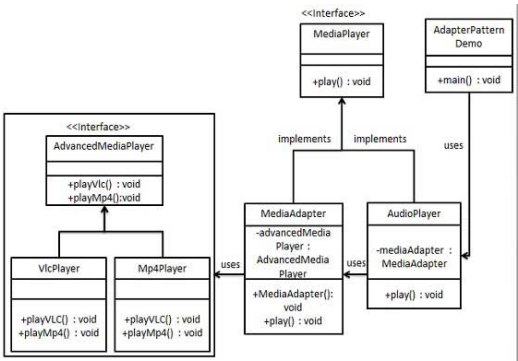 <<Interface>>
MediaPlayer
+play() : void
AdapterPattern
Demo
+main() : void
implements
implements
uses
<<Interface>>
AdvancedMediaPlayer
+playVlc() : void
+playMp4():void
VlcPlayer
+playVLC() : void
+playMp4() : void
Mp4Player
+playVLC() : void
+playMp4() : void
uses
MediaAdapter
-advancedMedia
Player :
AdvancedMedia
Player
+MediaAdapter():
void
+play() : void
uses
AudioPlayer
-mediaAdapter :
MediaAdapter
+play() : void